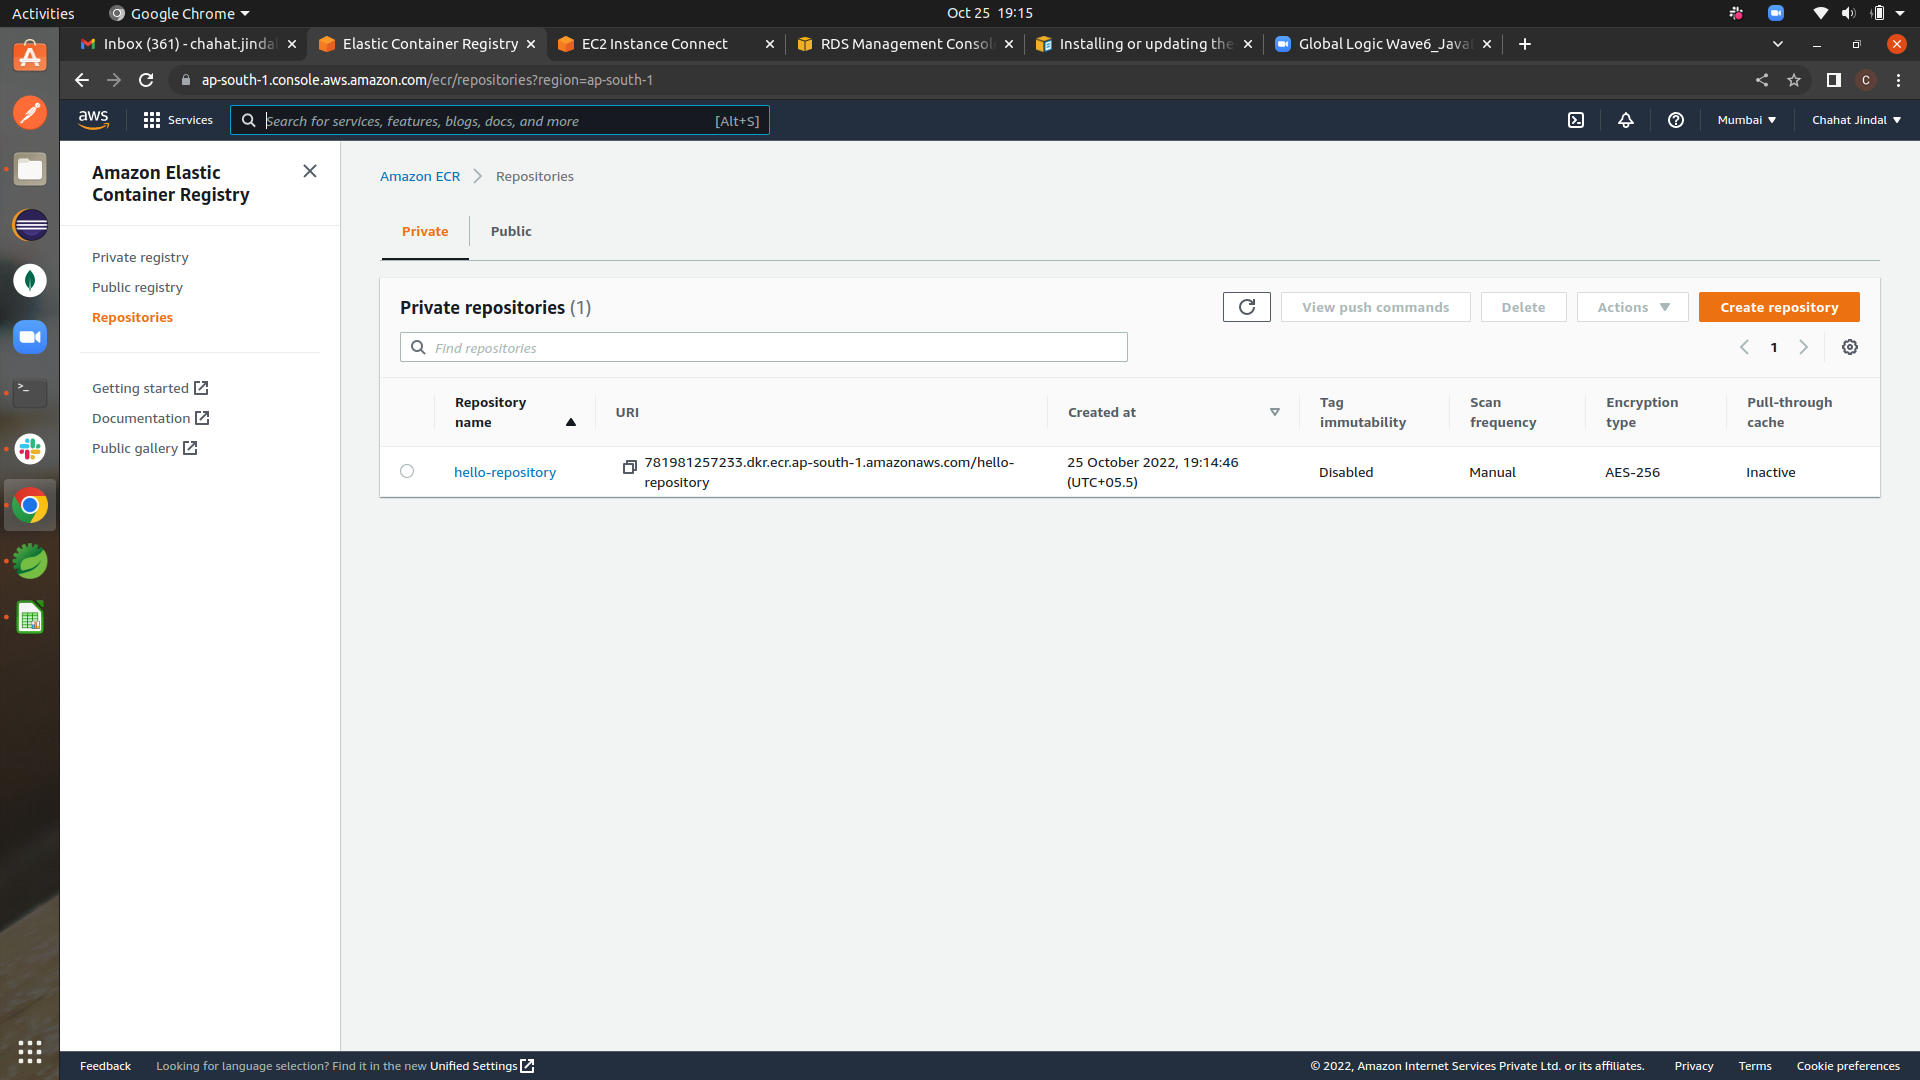 Activities
Google Chrome
Oct 25 19:15
Inbox (361) - chahat.jinda
Elastic Container Registry
EC2 Instance Connect
RDS Management Consol
Installing or updating the
Global Logic Wave6_Java
ap-south-1.console.aws.amazon.com/ecr/repositories?region=ap-south-1
C
aws
Services
Search for services, features, blogs, docs, and more
[Alt+S]
Mumbai
Chahat Jindal
Amazon Elastic
Container Registry
Private registry
Public registry
Repositories
Getting started
Documentation
Public gallery
Amazon ECR
Repositories
Private
Public
Private repositories (1)
View push commands
Delete
Actions
Create repository
Find repositories
1
Repository
name
URI
Created at
Tag
immutability
Scan
frequency
Encryption
type
Pull-through
cache
hello-repository
781981257233.dkr.ecr.ap-south-1.amazonaws.com/hello-
repository
25 October 2022, 19:14:46
(UTC+05.5)
Disabled
Manual
AES-256
Inactive
Feedback
Looking for language selection? Find it in the new Unified Settings
© 2022, Amazon Internet Services Private Ltd. or its affiliates.
Privacy
Terms
Cookie preferences